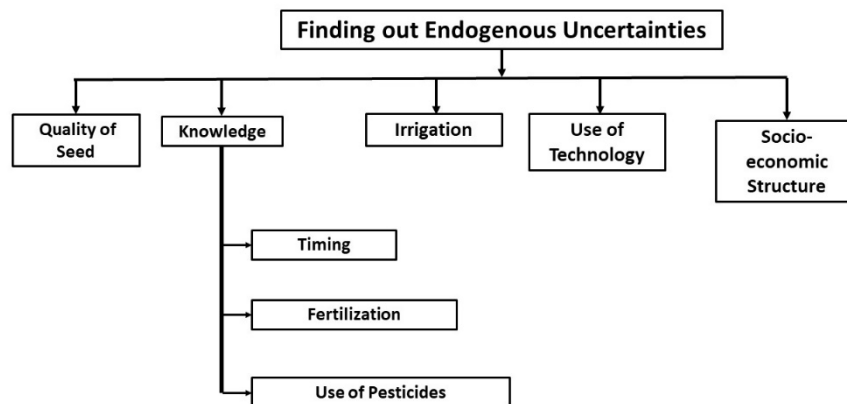 Finding out Endogenous Uncertainties
Quality of
Seed
Knowledge
Irrigation
Use of
Technology
Socio-
economic
Structure
Timing
Fertilization
Use of Pesticides